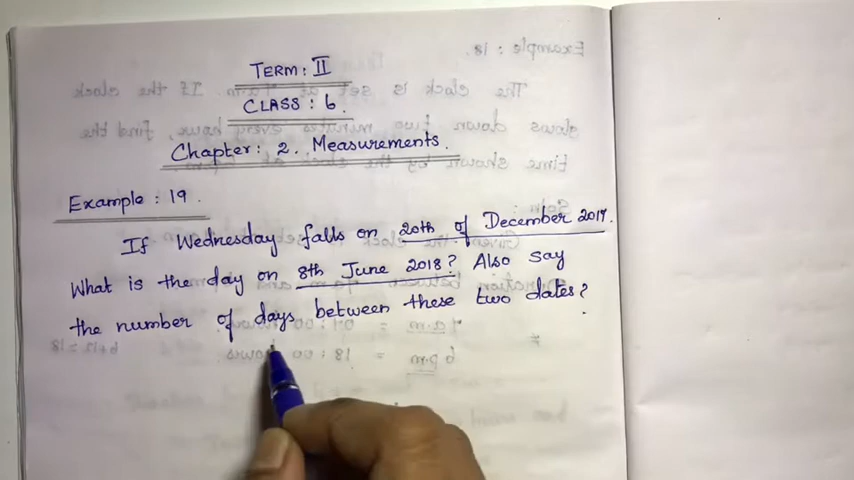 TERM: II
CLASS : 6.
Chapter: 2. Measurements.
Example : 19.
If Wednesday falls on 20th of December 2017.
What is the day on 8th June 2018? Also say
the number of days between these two dates?